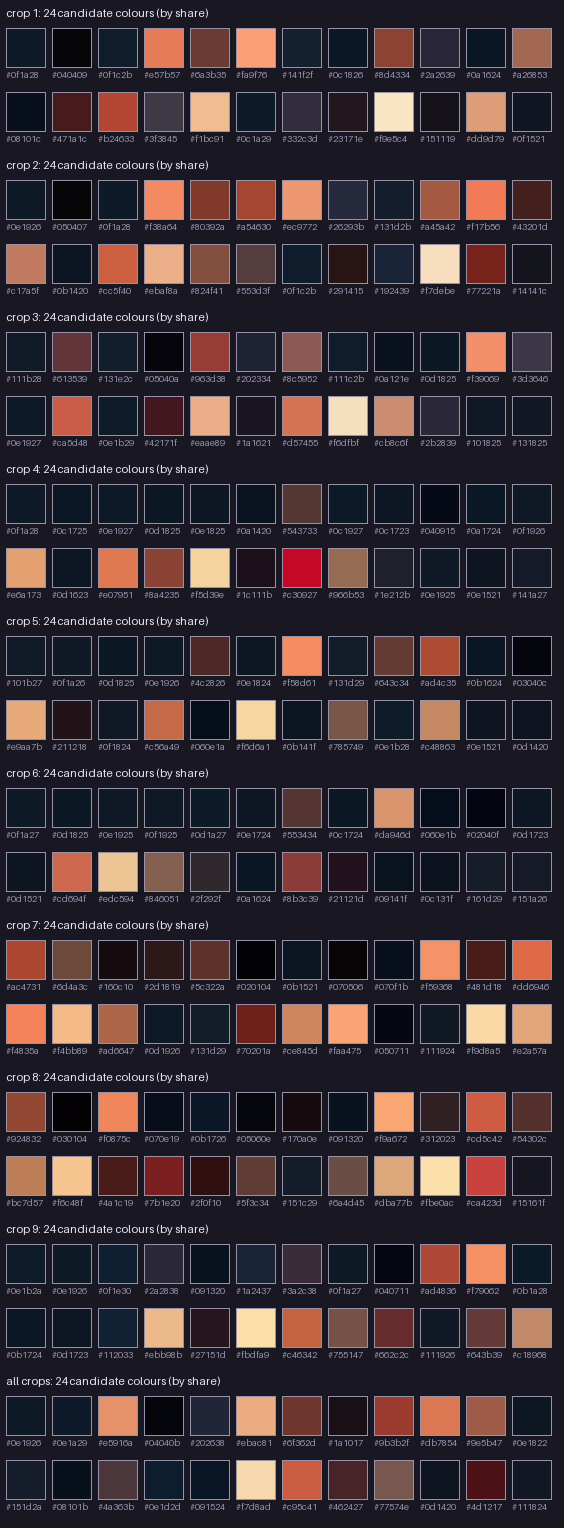 crop 1: 24 candidate colours (by share)
#0f1a28 #040409 #0f1c2b #e57b57 #6a3b35 #fa9f76 #141f2f #0c1826 #8d4334 #2a2639 #0a1624 #a26853
#08101c #471a1c #b24633 #3f3845 #f1bc91 #0c1a29 #332c3d #23171e #f9e5c4 #151119 #dd9d79 #0f1521
crop 2: 24 candidate colours (by share)
#0e1926 #050407 #0f1a28 #f38a64 #80392a #a54630 #ec9772 #26293b #131d2b #a45a42 #f17b56 #43201d
#c17a5f #0b1420 #cc5f40 #ebaf8a #824f41 #553d3f #0f1c2b #291415 #192439 #f7debe #77221a #14141c
crop 3: 24 candidate colours (by share)
#111b28 #613539 #131e2c #05040a #963d38 #202334 #8c5952 #111c2b #0a121e #0d1825 #f39069 #3d3646
#0e1927 #ca5d48 #0e1b29 #42171f #eaae89 #1a1621 #d57455 #f5dfbf #cb8c6f #2b2839 #101825 #131825
crop 4: 24 candidate colours (by share)
#0f1a28 #0c1725 #0e1927 #0d1825 #0e1825 #0a1420 #543733 #0c1927 #0c1723 #040915 #0a1724 #0f1926
#e6a173 #0d1623 #e07951 #8a4235 #f5d39e #1c111b #c30927 #966b53 #1e212b #0e1925 #0e1521 #141a27
crop 5: 24 candidate colours (by share)
#101b27 #0f1a26 #0d1825 #0e1926 #4c2826 #0e1824 #f58d61 #131d29 #643c34 #ad4c35 #0b1624 #03040c
#e9aa7b #211218 #0f1824 #c56a49 #060e1a #f6d6a1 #0b141f #785749 #0e1b28 #c48863 #0e1521 #0d1420
crop 6: 24 candidate colours (by share)
#0f1a27 #0d1825 #0e1925 #0f1925 #0d1a27 #0e1724 #553434 #0c1724 #da946d #060e1b #02040f #0d1723
#0d1521 #cd694f #edc594 #846051 #2f292f #0a1624 #8b3c39 #21121d #09141f #0c131f #161d29 #151a26
crop 7: 24 candidate colours (by share)
#ac4731 #6d4a3c #160c10 #2d1819 #5c322a #020104 #0b1521 #070506 #070f1b #f59368 #481d18 #dd6946
#f4835a #f4bb89 #ad6647 #0d1926 #131d29 #70201a #ce845d #faa475 #050711 #111924 #f9d8a5 #e2a57a
crop 8: 24 candidate colours (by share)
#924832 #030104 #f0875c #070e19 #0b1726 #05060e #170a0e #091320 #f9a672 #312023 #cd5c42 #54302c
#bc7d57 #f6c48f #4a1c19 #7b1e20 #2f0f10 #5f3c34 #151c29 #6a4d45 #dba77b #fbe0ac #ca423d #15161f
crop 9: 24 candidate colours (by share)
#0e1b2a #0e1926 #0f1e30 #2a2838 #091320 #1a2437 #3a2c38 #0f1a27 #040711 #ad4836 #f79062 #0b1a28
#0b1724 #0d1723 #112033 #ebb98b #27151d #fbdfa9 #c46342 #755147 #662c2c #111926 #643b39 #c18968
all crops: 24 candidate colours (by share)
#0e1926 #0e1a29 #e5916a #04040b #202638 #ebac81 #6f362d #1a1017 #9b3b2f #db7854 #9e5b47 #0e1822
#151d2a #08101b #4a363b #0e1d2d #091524 #f7d8ad #c95c41 #462427 #77574e #0d1420 #4d1217 #111824